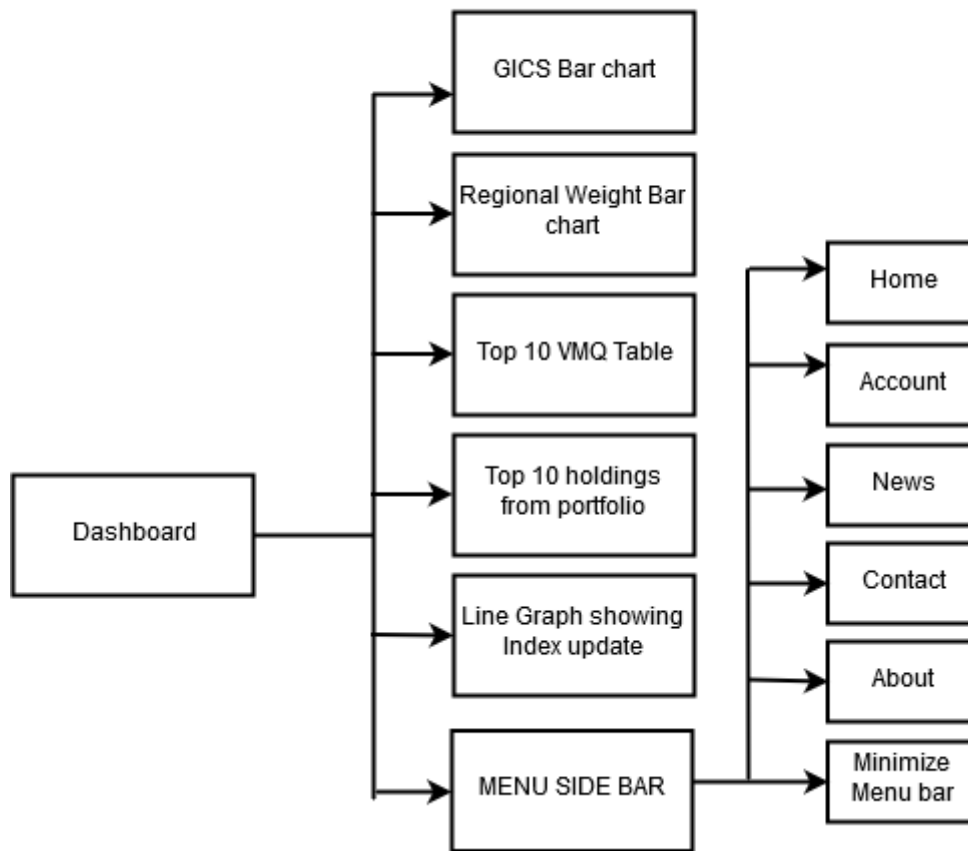 GICS Bar chart
Regional Weight Bar
chart
Top 10 VMQ Table
Top 10 holdings
from portfolio
Dashboard
Line Graph showing
Index update
MENU SIDE BAR
Home
Account
News
Contact
About
Minimize
Menu bar